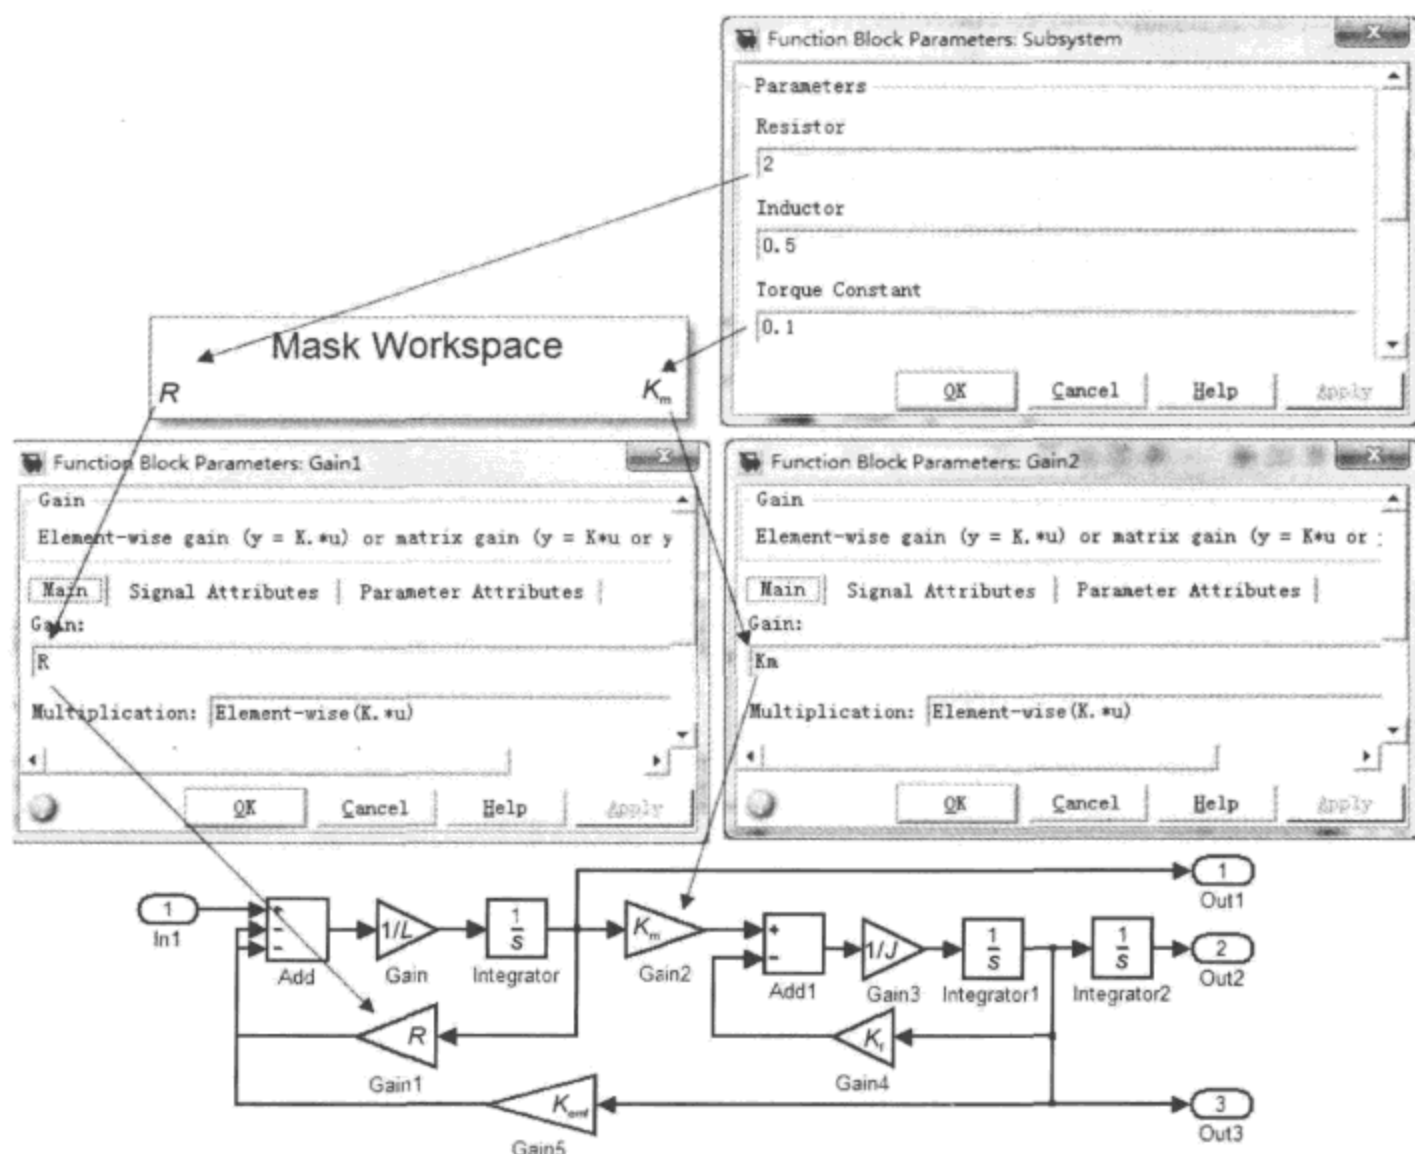 Function Block Parameters: Subsystem
Parameters
Resistor
2
Inductor
0.5
Torque Constant
0.1
OK Cancel Help Apply
Mask Workspace
R Km
Function Block Parameters: Gain1
Gain
Element-wise gain (y = K.*u) or matrix gain (y = K*u or y
Main Signal Attributes Parameter Attributes
Gain:
R
Multiplication: Element-wise(K.*u)
OK Cancel Help Apply
Function Block Parameters: Gain2
Gain
Element-wise gain (y = K.*u) or matrix gain (y = K*u or
Main Signal Attributes Parameter Attributes
Gain:
Km
Multiplication: Element-wise(K.*u)
OK Cancel Help Apply
1
Out1
1
In1
+
-
-
Add
1/L
Gain
1/s
Integrator
Km
Gain2
+
-
Add1
1/J
Gain3
1/s
Integrator1
1/s
Integrator2
2
Out2
R
Gain1
Kf
Gain4
Kemf
Gain5
3
Out3